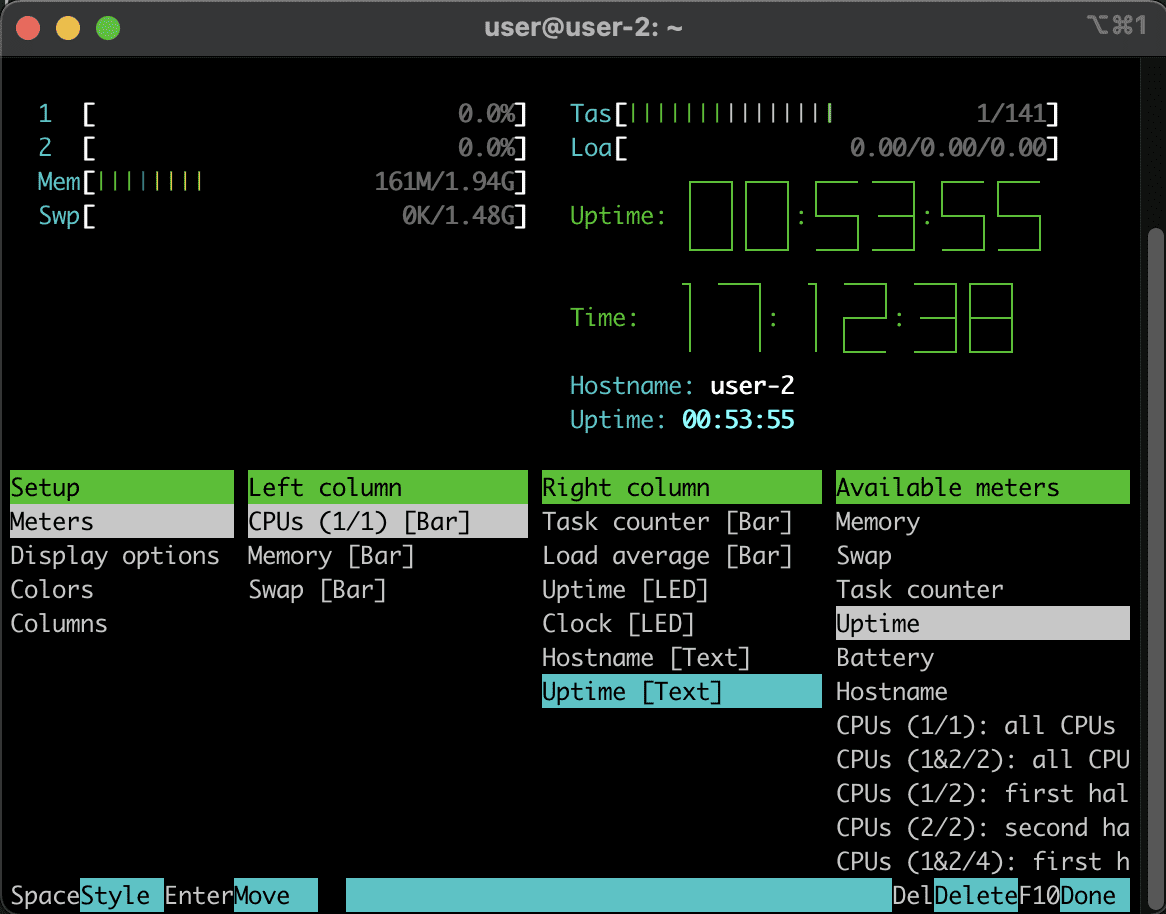 user@user-2: ~ ⌥⌘1
1 [ 0.0%] Tas[||||||||||||||| 1/141]
2 [ 0.0%] Loa[ 0.00/0.00/0.00]
Mem[|||||||| 161M/1.94G]
Swp[ 0K/1.48G] Uptime: 00:53:55
Time: 17:12:38
Hostname: user-2
Uptime: 00:53:55
Setup Left column Right column Available meters
Meters CPUs (1/1) [Bar] Task counter [Bar] Memory
Display options Memory [Bar] Load average [Bar] Swap
Colors Swap [Bar] Uptime [LED] Task counter
Columns Clock [LED] Uptime
Hostname [Text] Battery
Uptime [Text] Hostname
CPUs (1/1): all CPUs
CPUs (1&2/2): all CPU
CPUs (1/2): first hal
CPUs (2/2): second ha
CPUs (1&2/4): first h
SpaceStyle EnterMove DelDeleteF10Done